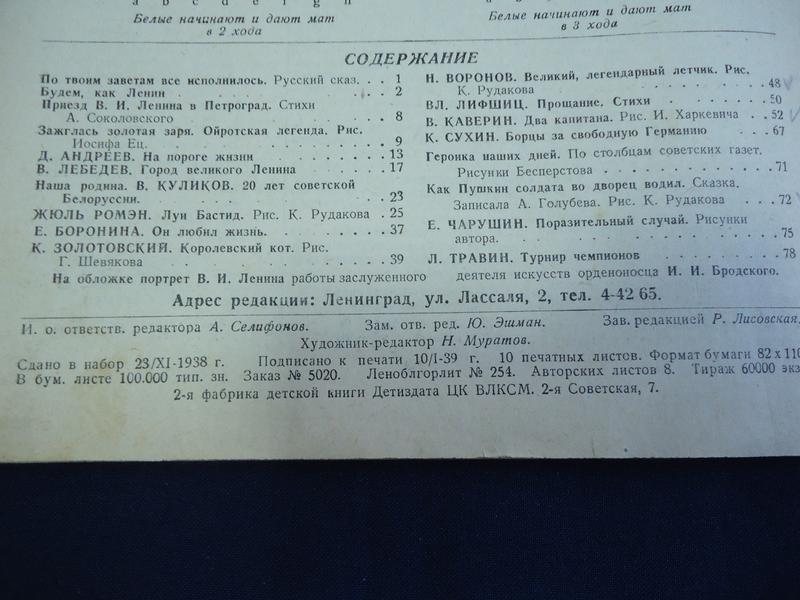 a b c d e f g h
Белые начинают и дают мат
в 2 хода
Белые начинают и дают мат
в 3 хода
СОДЕРЖАНИЕ
По твоим заветам все исполнилось. Русский сказ. . . 1
Будем, как Ленин . . . . . . . . 2
Приезд В. И. Ленина в Петроград. Стихи
А. Соколовского . . . . . . . . 8
Зажглась золотая заря. Ойротская легенда. Рис.
Иосифа Ец. . . . . . . . . 9
Д. АНДРЕЕВ. На пороге жизни . . . . . . 13
В. ЛЕБЕДЕВ. Город великого Ленина . . . . . 17
Наша родина. В. КУЛИКОВ. 20 лет советской
Белоруссии. . . . . . . . . 23
ЖЮЛЬ РОМЭН. Луи Бастид. Рис. К. Рудакова . 25
Е. БОРОНИНА. Он любил жизнь. . . . . . 37
К. ЗОЛОТОВСКИЙ. Королевский кот. Рис.
Г. Шевякова . . . . . . . . 39
Н. ВОРОНОВ. Великий, легендарный летчик. Рис.
К. Рудакова . . . . . . . . 48
ВЛ. ЛИФШИЦ. Прощание. Стихи . . . . . . 50
В. КАВЕРИН. Два капитана. Рис. И. Харкевича . . 52
К. СУХИН. Борцы за свободную Германию . . . 67
Героика наших дней. По столбцам советских газет.
Рисунки Бесперстова . . . . . . . 71
Как Пушкин солдата во дворец водил. Сказка.
Записала А. Голубева. Рис. К. Рудакова . . . 72
Е. ЧАРУШИН. Поразительный случай. Рисунки
автора. . . . . . . . . 75
Л. ТРАВИН. Турнир чемпионов . . . . . . 78
На обложке портрет В. И. Ленина работы заслуженного деятеля искусств орденоносца И. И. Бродского.
Адрес редакции: Ленинград, ул. Лассаля, 2, тел. 4-42 65.
И. о. ответств. редактора А. Селифонов. Зам. отв. ред. Ю. Эшман. Зав. редакцией Р. Лисовская.
Художник-редактор Н. Муратов.
Сдано в набор 23/XI-1938 г. Подписано к печати 10/I-39 г. 10 печатных листов. Формат бумаги 82 x 110
В бум. листе 100.000 тип. зн. Заказ № 5020. Леноблгорлит № 254. Авторских листов 8. Тираж 60000 экз
2-я фабрика детской книги Детиздата ЦК ВЛКСМ. 2-я Советская, 7.